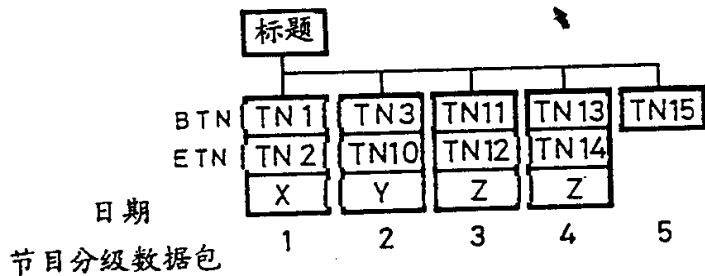 标题
BTN TN1 TN3 TN11 TN13 TN15
ETN TN2 TN10 TN12 TN14
日期 X Y Z Z
节目分级数据包 1 2 3 4 5